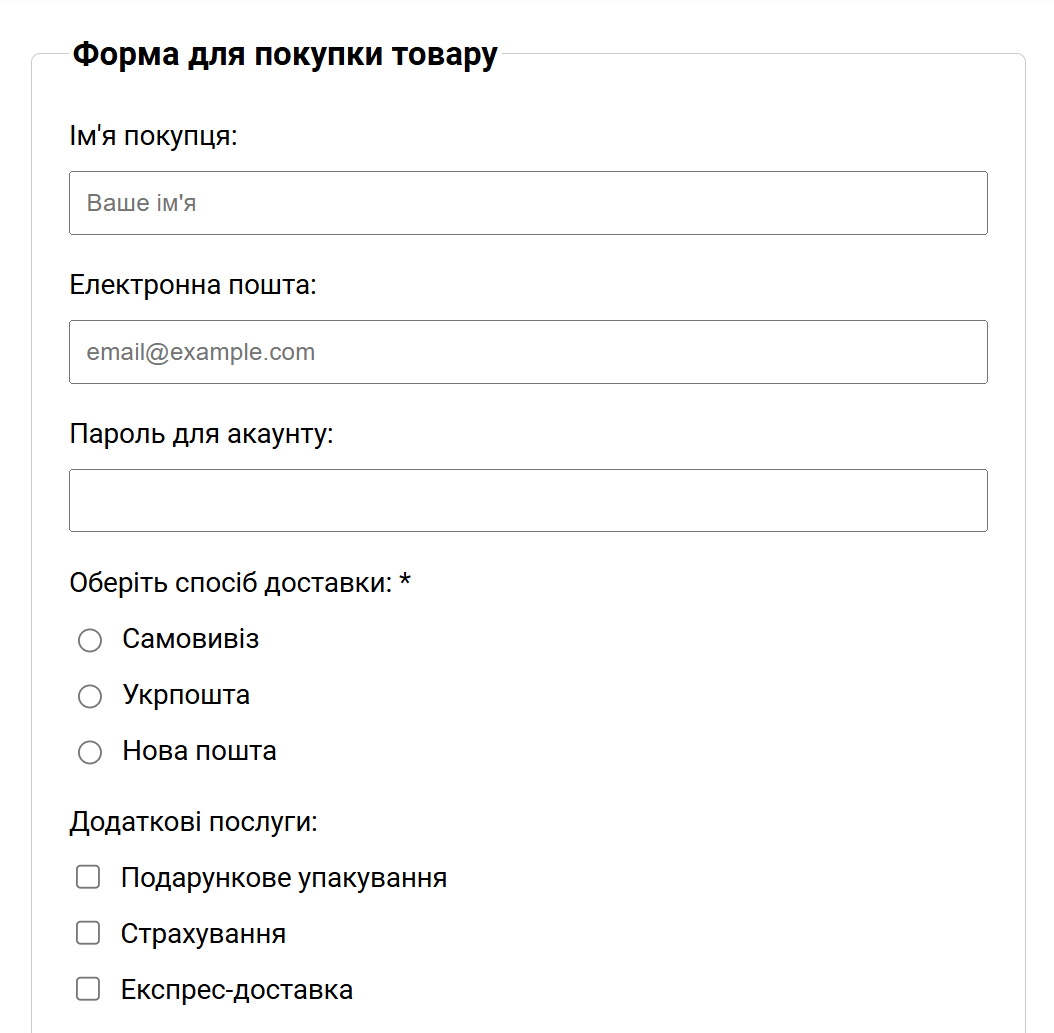 Форма для покупки товару
Ім'я покупця:
Ваше ім'я
Електронна пошта:
email@example.com
Пароль для акаунту:
Оберіть спосіб доставки: *
Самовивіз
Укрпошта
Нова пошта
Додаткові послуги:
Подарункове упакування
Страхування
Експрес-доставка